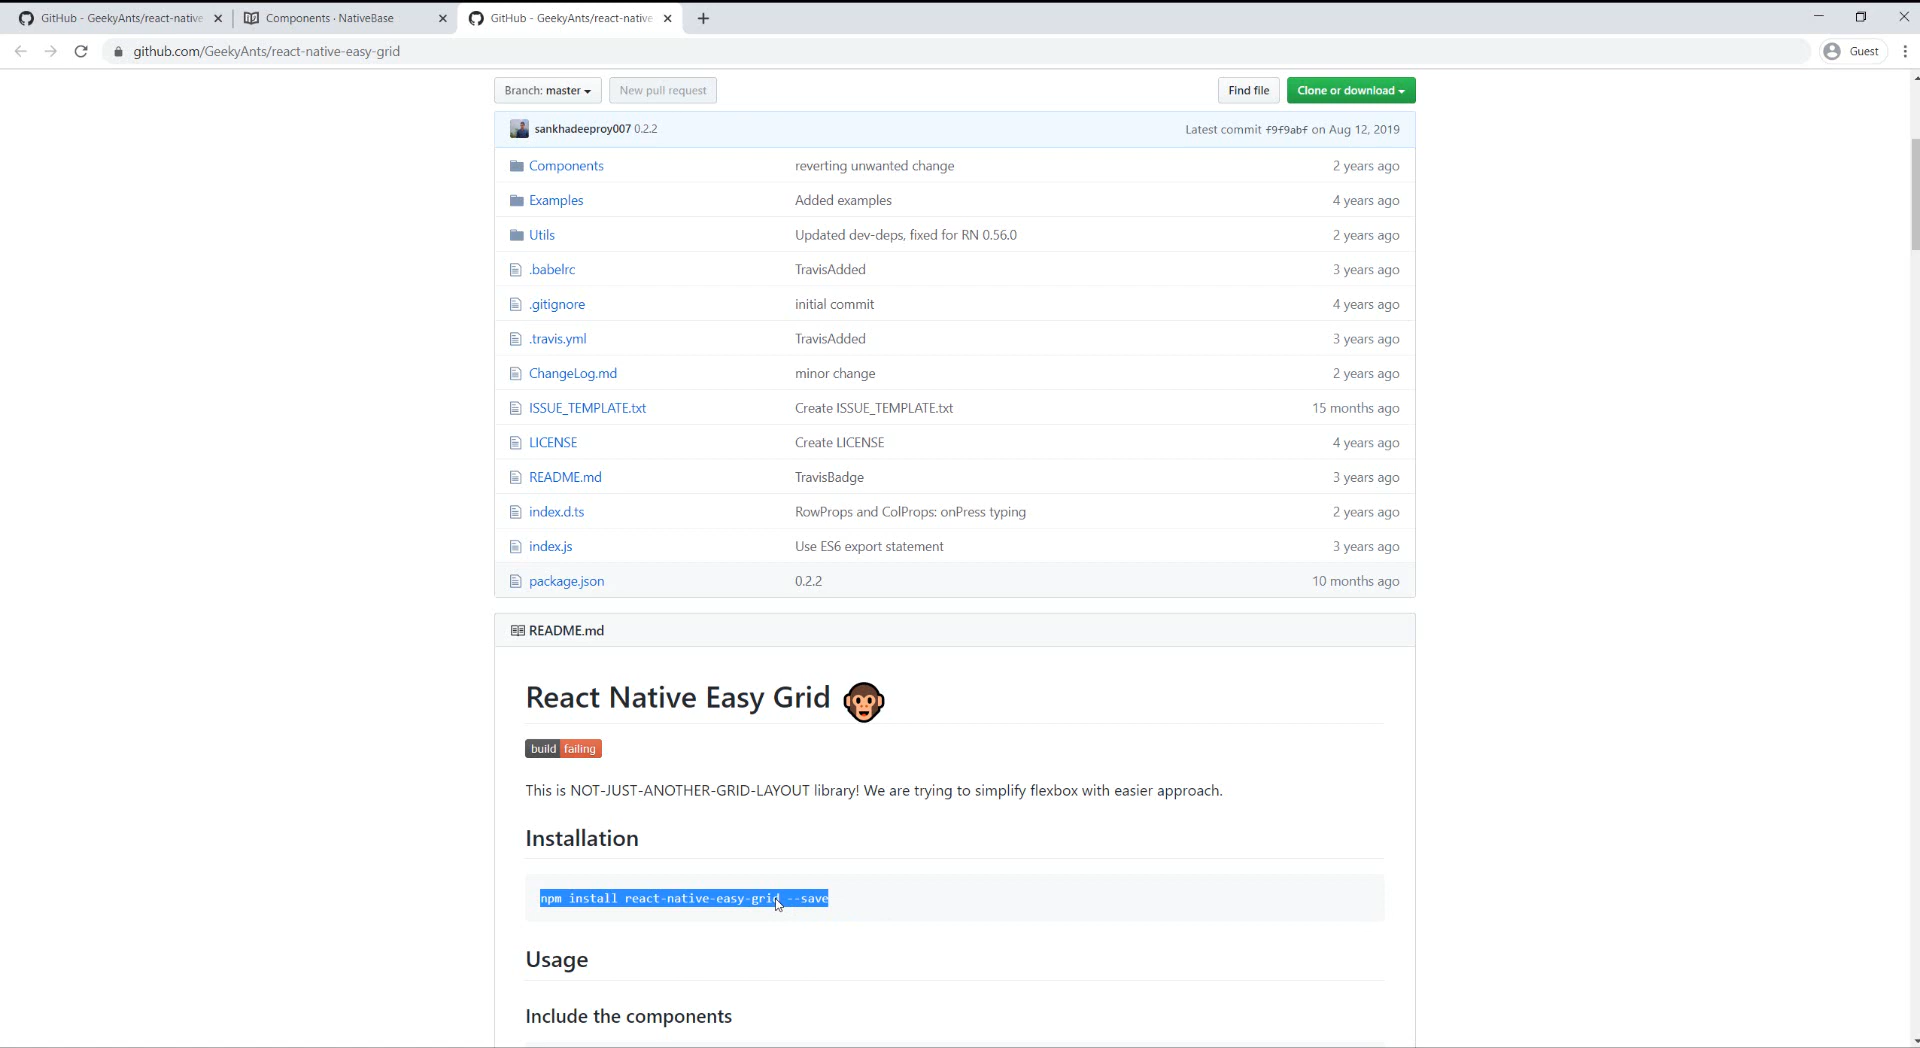 GitHub - GeekyAnts/react-native
Components · NativeBase
GitHub - GeekyAnts/react-native
github.com/GeekyAnts/react-native-easy-grid
Guest
Branch: master
New pull request
Find file
Clone or download
sankhadeeproy007 0.2.2
Latest commit f9f9abf on Aug 12, 2019
Components reverting unwanted change 2 years ago
Examples Added examples 4 years ago
Utils Updated dev-deps, fixed for RN 0.56.0 2 years ago
.babelrc TravisAdded 3 years ago
.gitignore initial commit 4 years ago
.travis.yml TravisAdded 3 years ago
ChangeLog.md minor change 2 years ago
ISSUE_TEMPLATE.txt Create ISSUE_TEMPLATE.txt 15 months ago
LICENSE Create LICENSE 4 years ago
README.md TravisBadge 3 years ago
index.d.ts RowProps and ColProps: onPress typing 2 years ago
index.js Use ES6 export statement 3 years ago
package.json 0.2.2 10 months ago
README.md
React Native Easy Grid
build failing
This is NOT-JUST-ANOTHER-GRID-LAYOUT library! We are trying to simplify flexbox with easier approach.
Installation
npm install react-native-easy-grid --save
Usage
Include the components